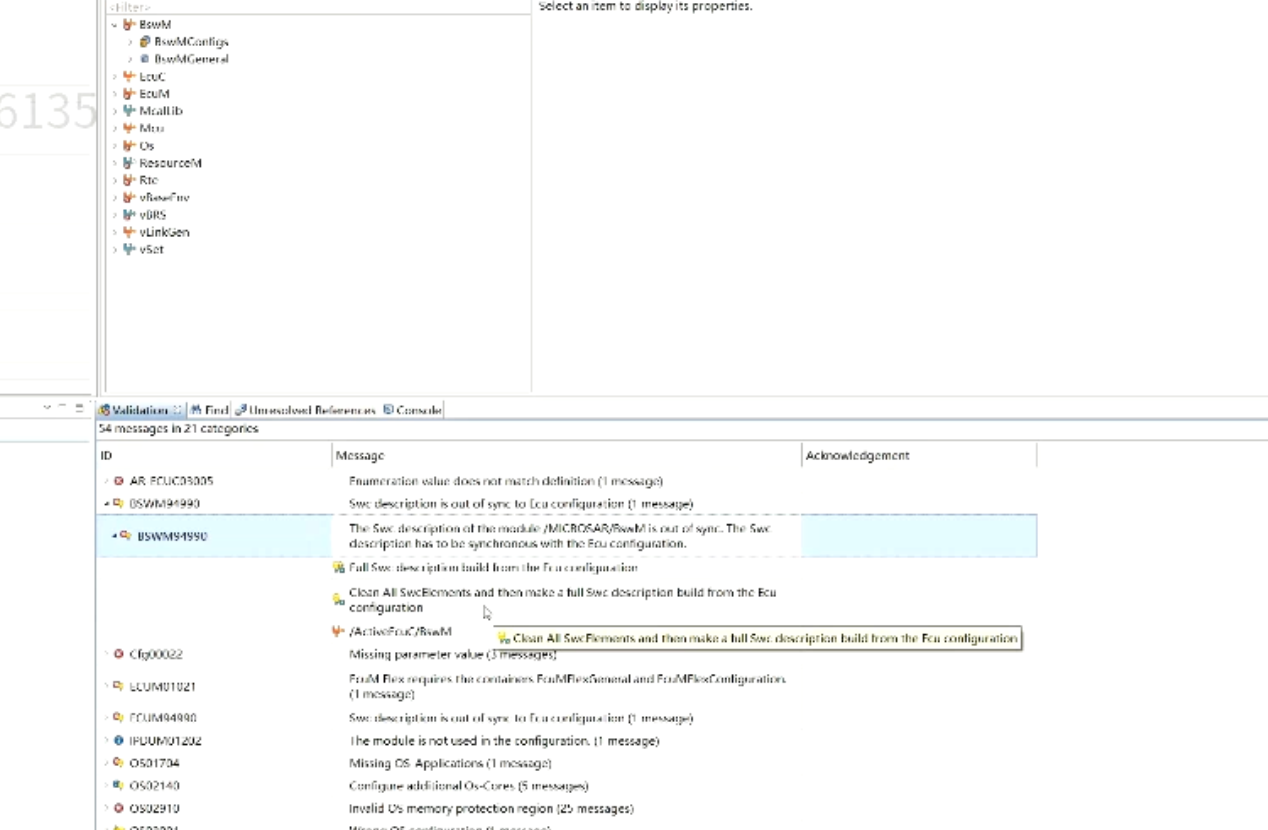 <Filter>
Select an item to display its properties.
BswM
BswMConfigs
BswMGeneral
EcuC
6135
EcuM
McalLib
Mcu
Os
ResourceM
Rte
vBaseEnv
vBRS
vLinkGen
vSet
Validation Find Unresolved References Console
54 messages in 21 categories
ID Message Acknowledgement
AR-ECUC03005 Enumeration value does not match definition (1 message)
BSWM94990 Swc description is out of sync to Ecu configuration (1 message)
BSWM94990 The Swc description of the module /MICROSAR/BswM is out of sync. The Swc
description has to be synchronous with the Ecu configuration.
Full Swc description build from the Ecu configuration
Clean All SwcElements and then make a full Swc description build from the Ecu
configuration
/ActiveEcuC/BswM
Clean All SwcElements and then make a full Swc description build from the Ecu configuration
Cfg00022 Missing parameter value (3 messages)
ECUM01021 EcuM Flex requires the containers EcuMFlexGeneral and EcuMFlexConfiguration.
(1 message)
ECUM94990 Swc description is out of sync to Ecu configuration (1 message)
IPDUM01202 The module is not used in the configuration. (1 message)
OS01704 Missing OS-Applications (1 message)
OS02140 Configure additional Os-Cores (5 messages)
OS02910 Invalid OS memory protection region (25 messages)